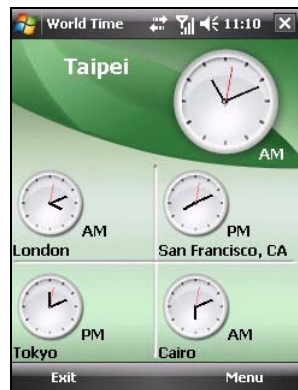 World Time 11:10
Taipei
AM
AM
London
PM
San Francisco, CA
PM
Tokyo
AM
Cairo
Exit Menu